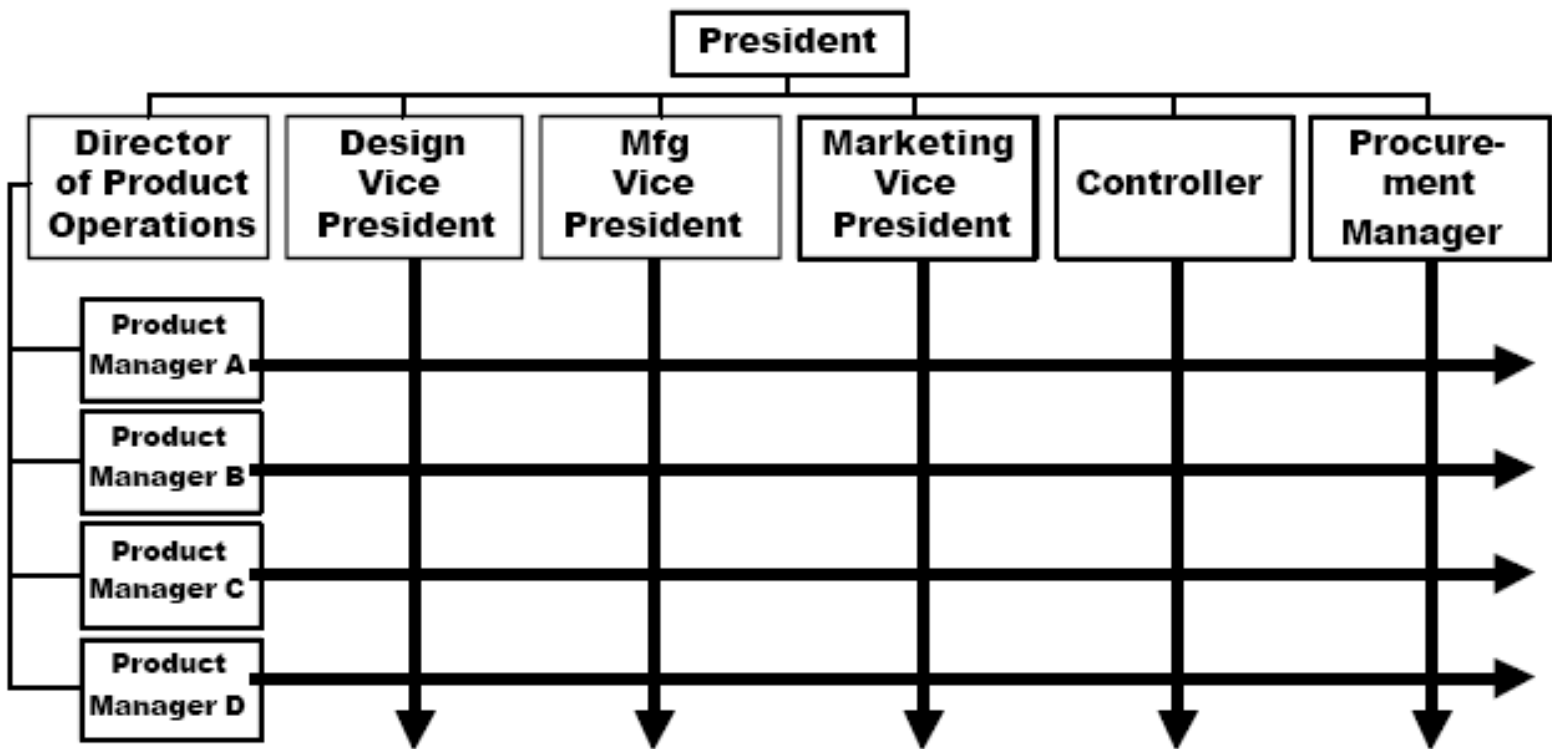 President
Director
of Product
Operations
Design
Vice
President
Mfg
Vice
President
Marketing
Vice
President
Controller
Procure-
ment
Manager
Product
Manager A
Product
Manager B
Product
Manager C
Product
Manager D